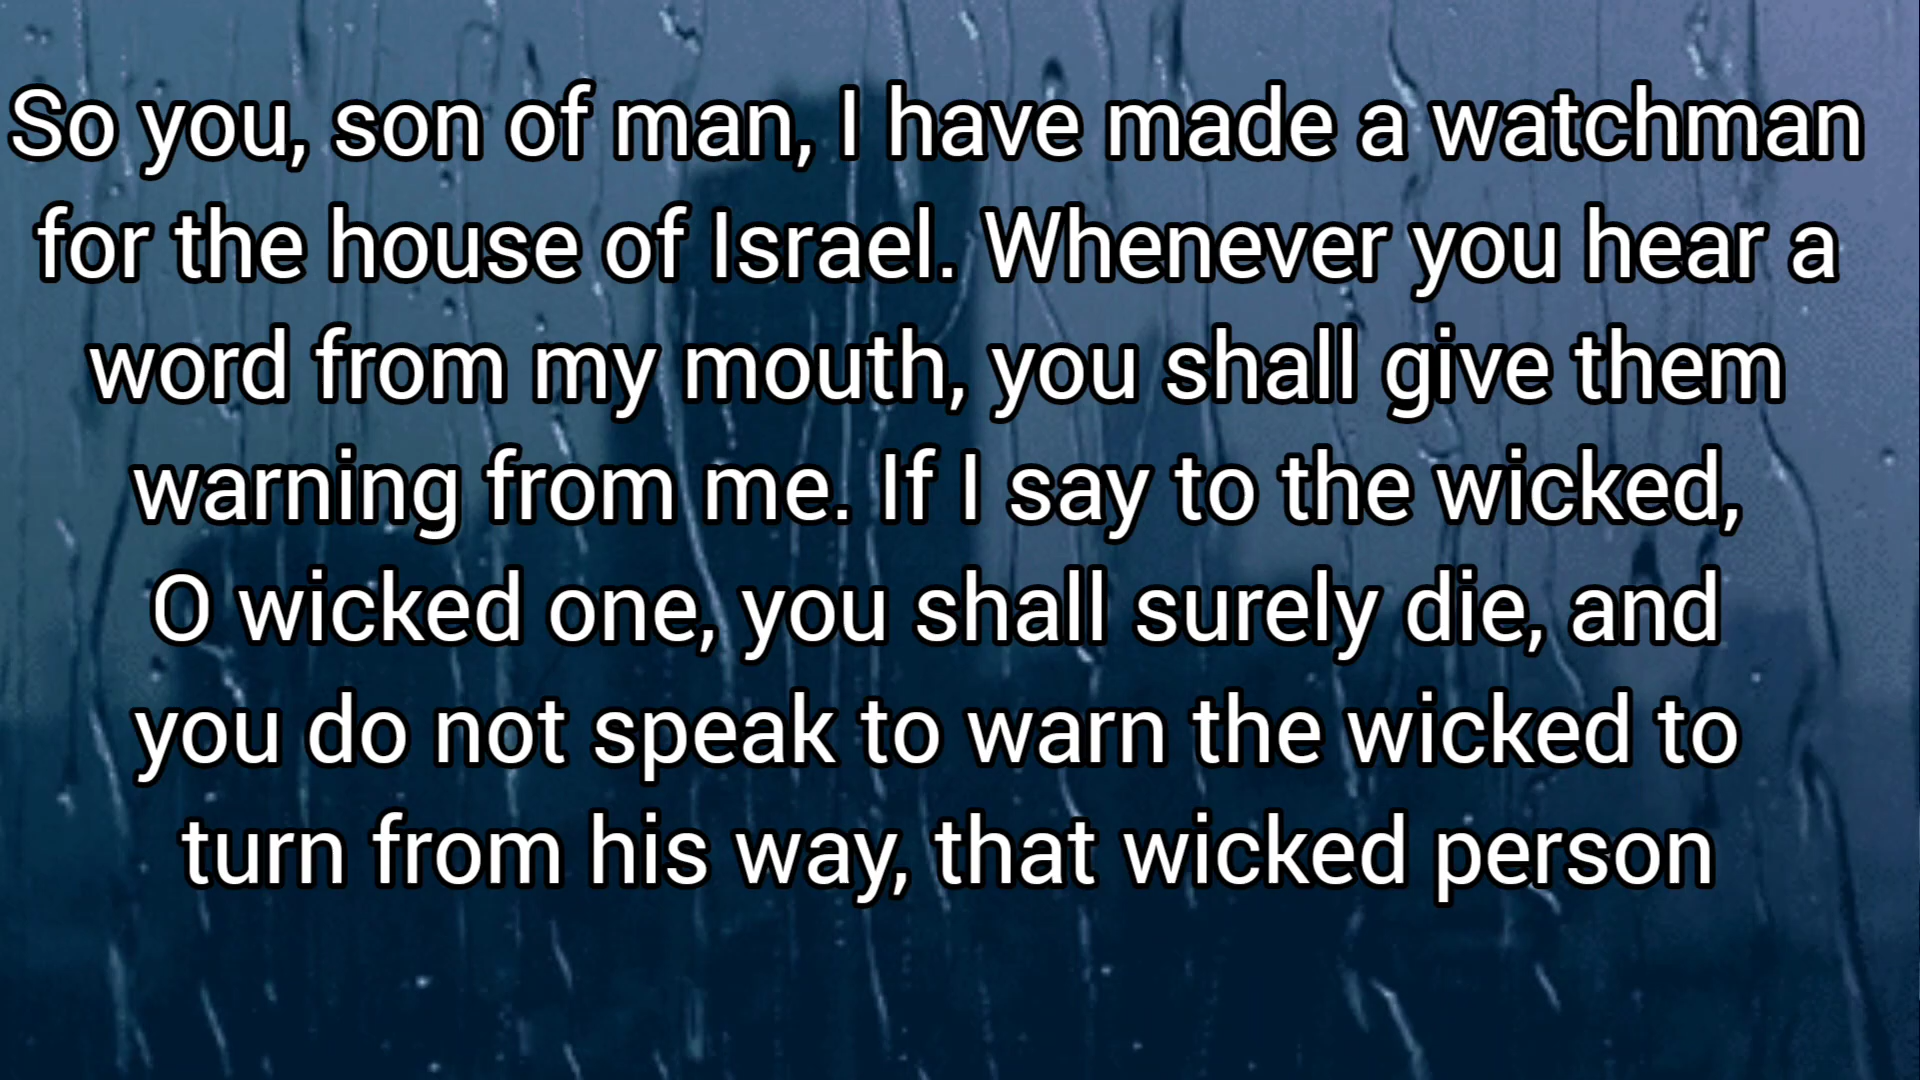 So you, son of man, I have made a watchman
for the house of Israel. Whenever you hear a
word from my mouth, you shall give them
warning from me. If I say to the wicked,
O wicked one, you shall surely die, and
you do not speak to warn the wicked to
turn from his way, that wicked person